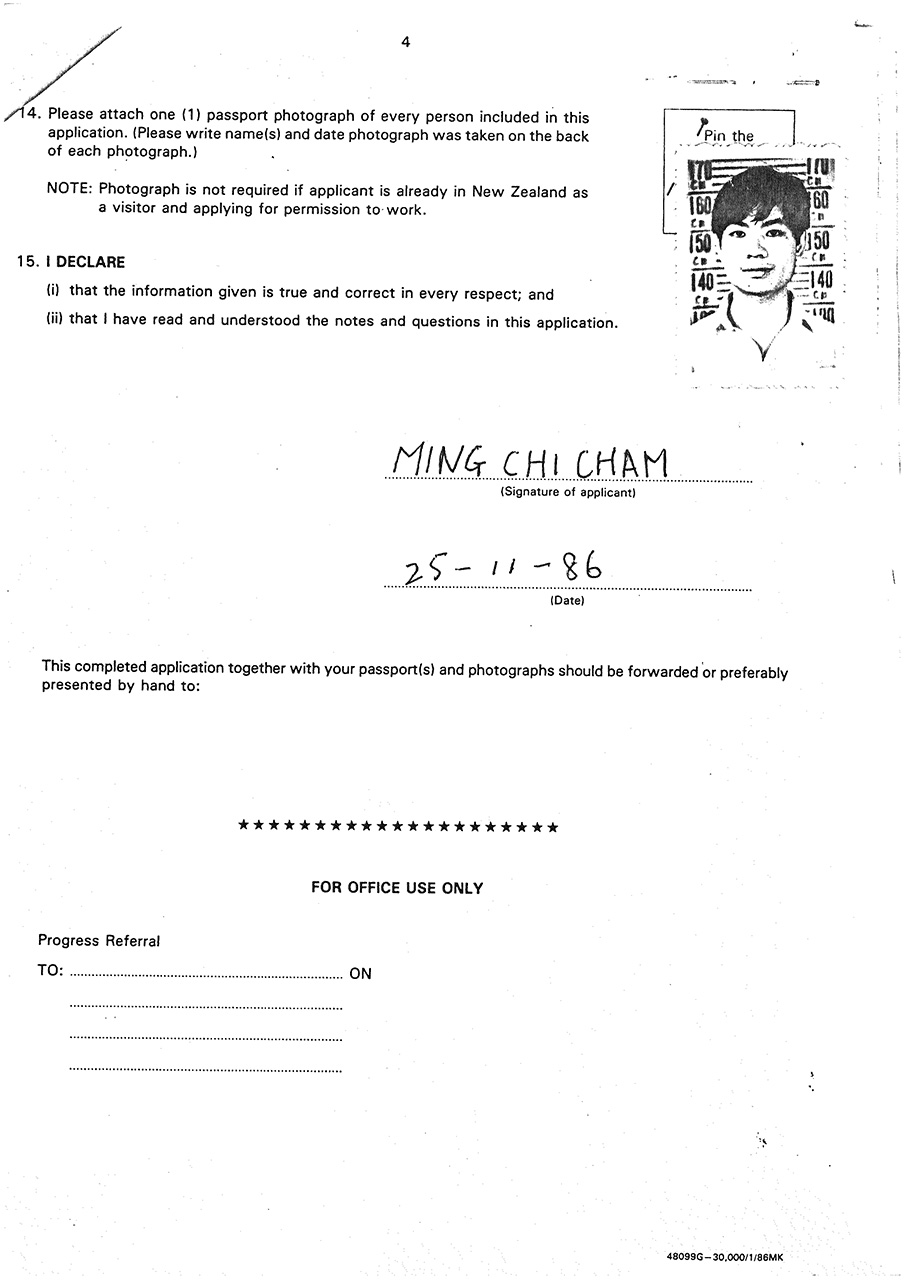 4
14. Please attach one (1) passport photograph of every person included in this
application. (Please write name(s) and date photograph was taken on the back
of each photograph.)
Pin the
NOTE: Photograph is not required if applicant is already in New Zealand as
a visitor and applying for permission to work.
170 170
CM
160 60
CM CM
150 150
CM CM
140 140
CM CM
15. I DECLARE
(i) that the information given is true and correct in every respect; and
(ii) that I have read and understood the notes and questions in this application.
MING CHI CHAM
(Signature of applicant)
25 - 11 - 86
(Date)
This completed application together with your passport(s) and photographs should be forwarded or preferably
presented by hand to:
★★★★★★★★★★★★★★★★★★★★★
FOR OFFICE USE ONLY
Progress Referral
TO: ............................................................ ON
48099G—30,000/1/86MK